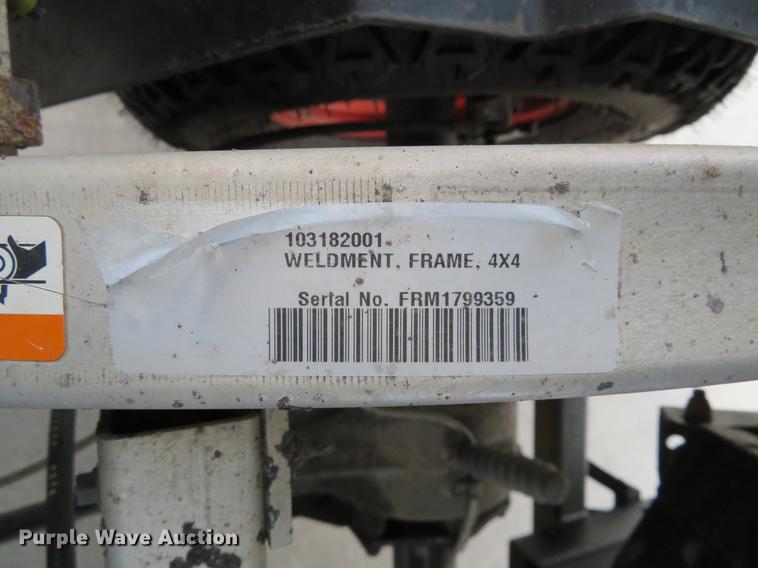 103182001
WELDMENT, FRAME, 4X4
Serial No. FRM1799359
Purple Wave Auction